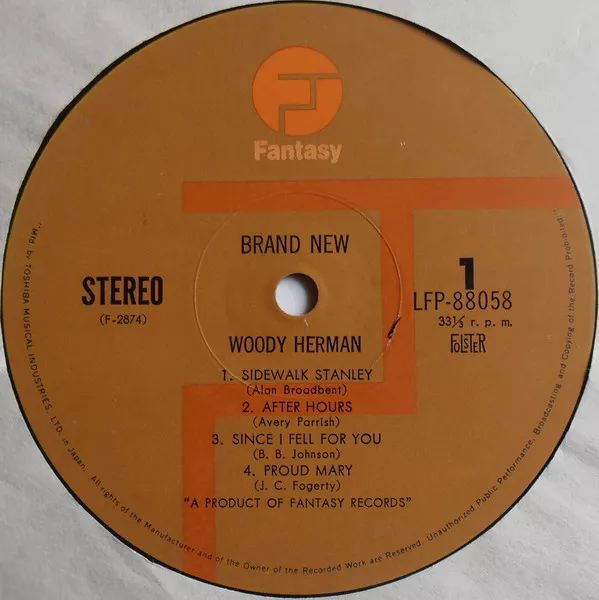 Fantasy
BRAND NEW
STEREO
(F-2874)
1
LFP-88058
33⅓ r. p. m.
FOLSTER
WOODY HERMAN
1. SIDEWALK STANLEY
(Alan Broadbent)
2. AFTER HOURS
(Avery Parrish)
3. SINCE I FELL FOR YOU
(B. B. Johnson)
4. PROUD MARY
(J. C. Fogerty)
"A PRODUCT OF FANTASY RECORDS"
"Mfd. by TOSHIBA MUSICAL INDUSTRIES, LTD. in Japan. All rights of the Manufacturer and of the Owner of the Recorded Work are Reserved. Unauthorized Public Performance, Broadcasting and Copying of the Record Prohibited."